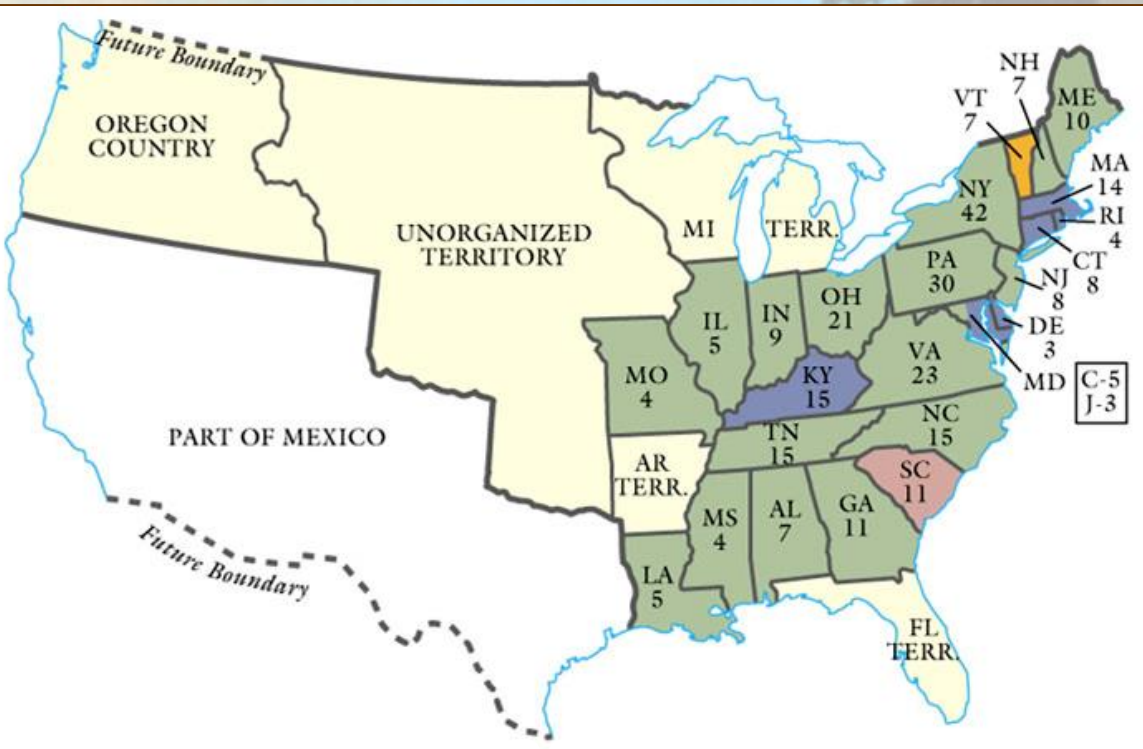 Future Boundary
OREGON
COUNTRY
UNORGANIZED
TERRITORY
PART OF MEXICO
Future Boundary
MI
TERR.
NH
7
VT
7
ME
10
MA
14
NY
42
RI
4
CT
8
PA
30
NJ
8
OH
21
IN
9
IL
5
DE
3
MD
C-5
J-3
VA
23
KY
15
MO
4
NC
15
TN
15
AR
TERR.
SC
11
MS
4
AL
7
GA
11
LA
5
FL
TERR.